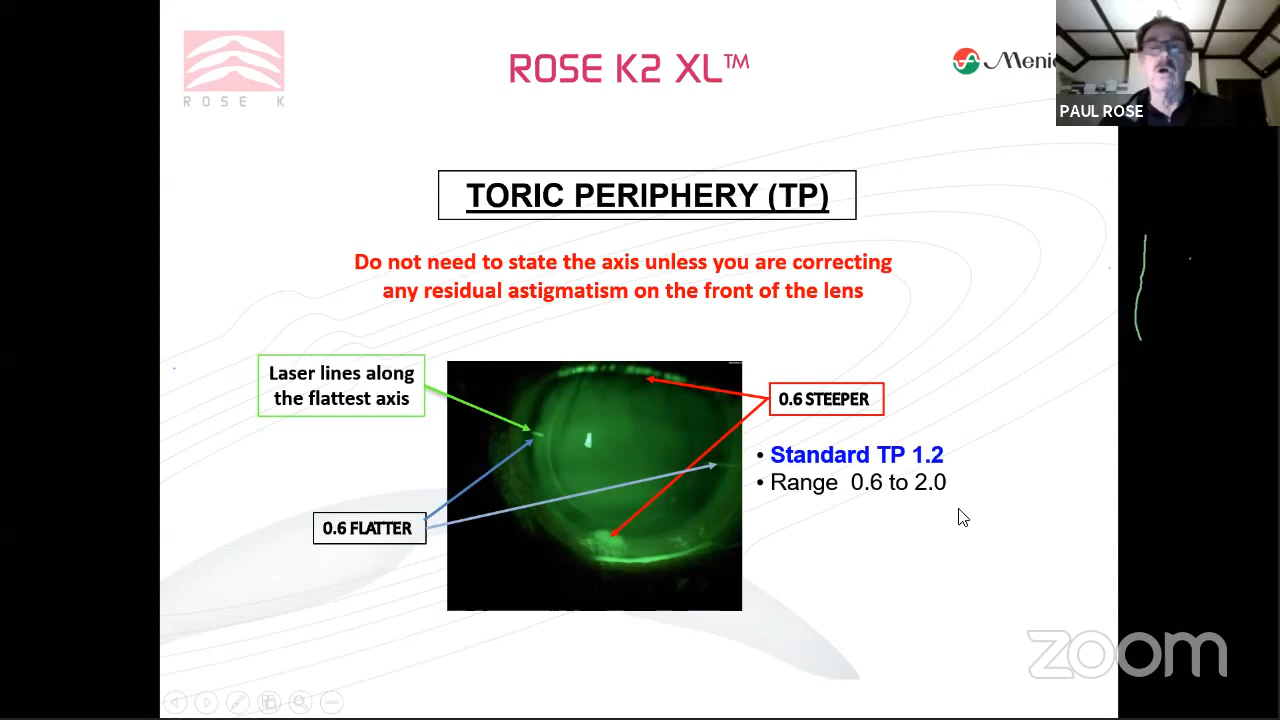 ROSE K
ROSE K2 XL™
PAUL ROSE
TORIC PERIPHERY (TP)
Do not need to state the axis unless you are correcting
any residual astigmatism on the front of the lens
Laser lines along
the flattest axis
0.6 STEEPER
• Standard TP 1.2
• Range 0.6 to 2.0
0.6 FLATTER
zoom